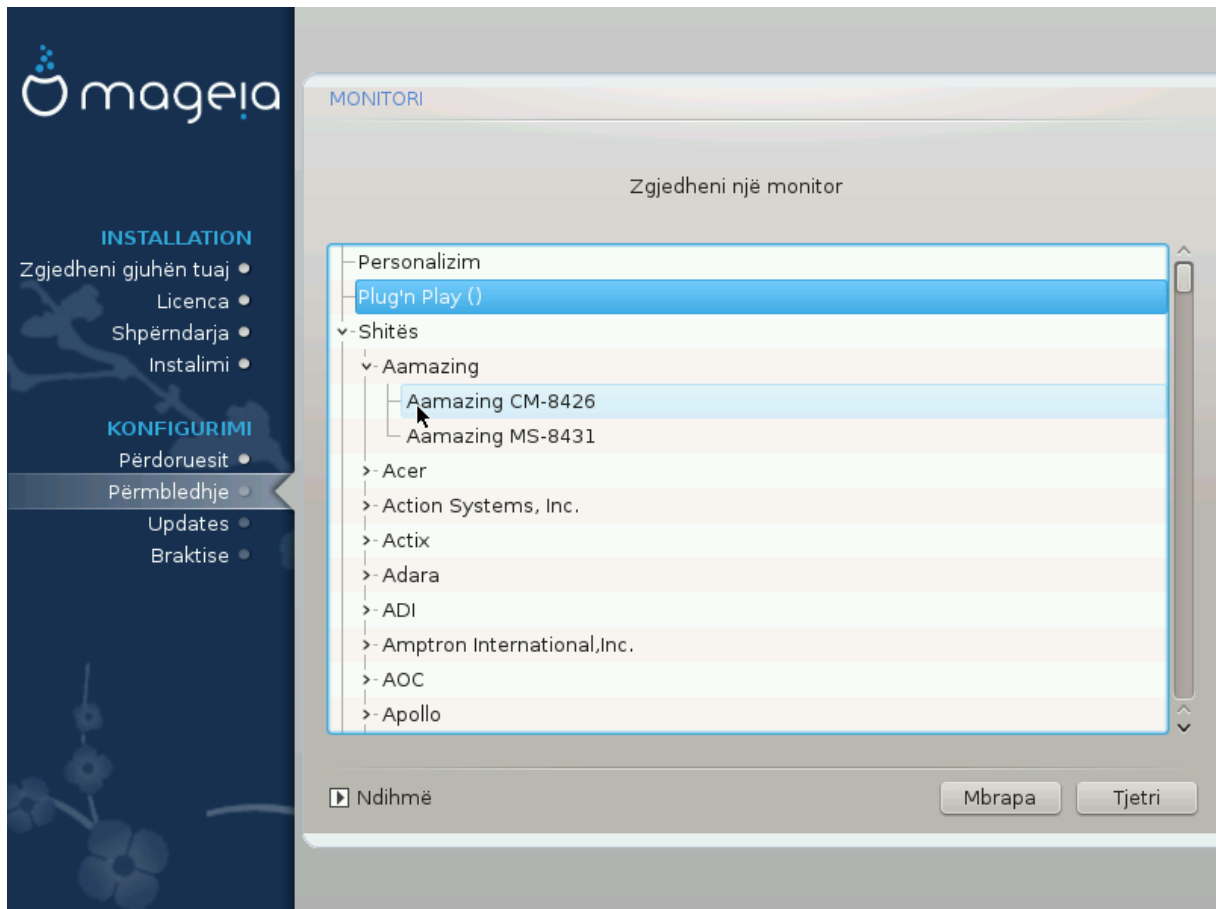 mageia
INSTALLATION
Zgjedheni gjuhën tuaj
Licenca
Shpërndarja
Instalimi
KONFIGURIMI
Përdoruesit
Përmbledhje
Updates
Braktise
MONITORI
Zgjedheni një monitor
Personalizim
Plug'n Play ()
Shitës
Aamazing
Aamazing CM-8426
Aamazing MS-8431
Acer
Action Systems, Inc.
Actix
Adara
ADI
Amptron International,Inc.
AOC
Apollo
Ndihmë
Mbrapa
Tjetri